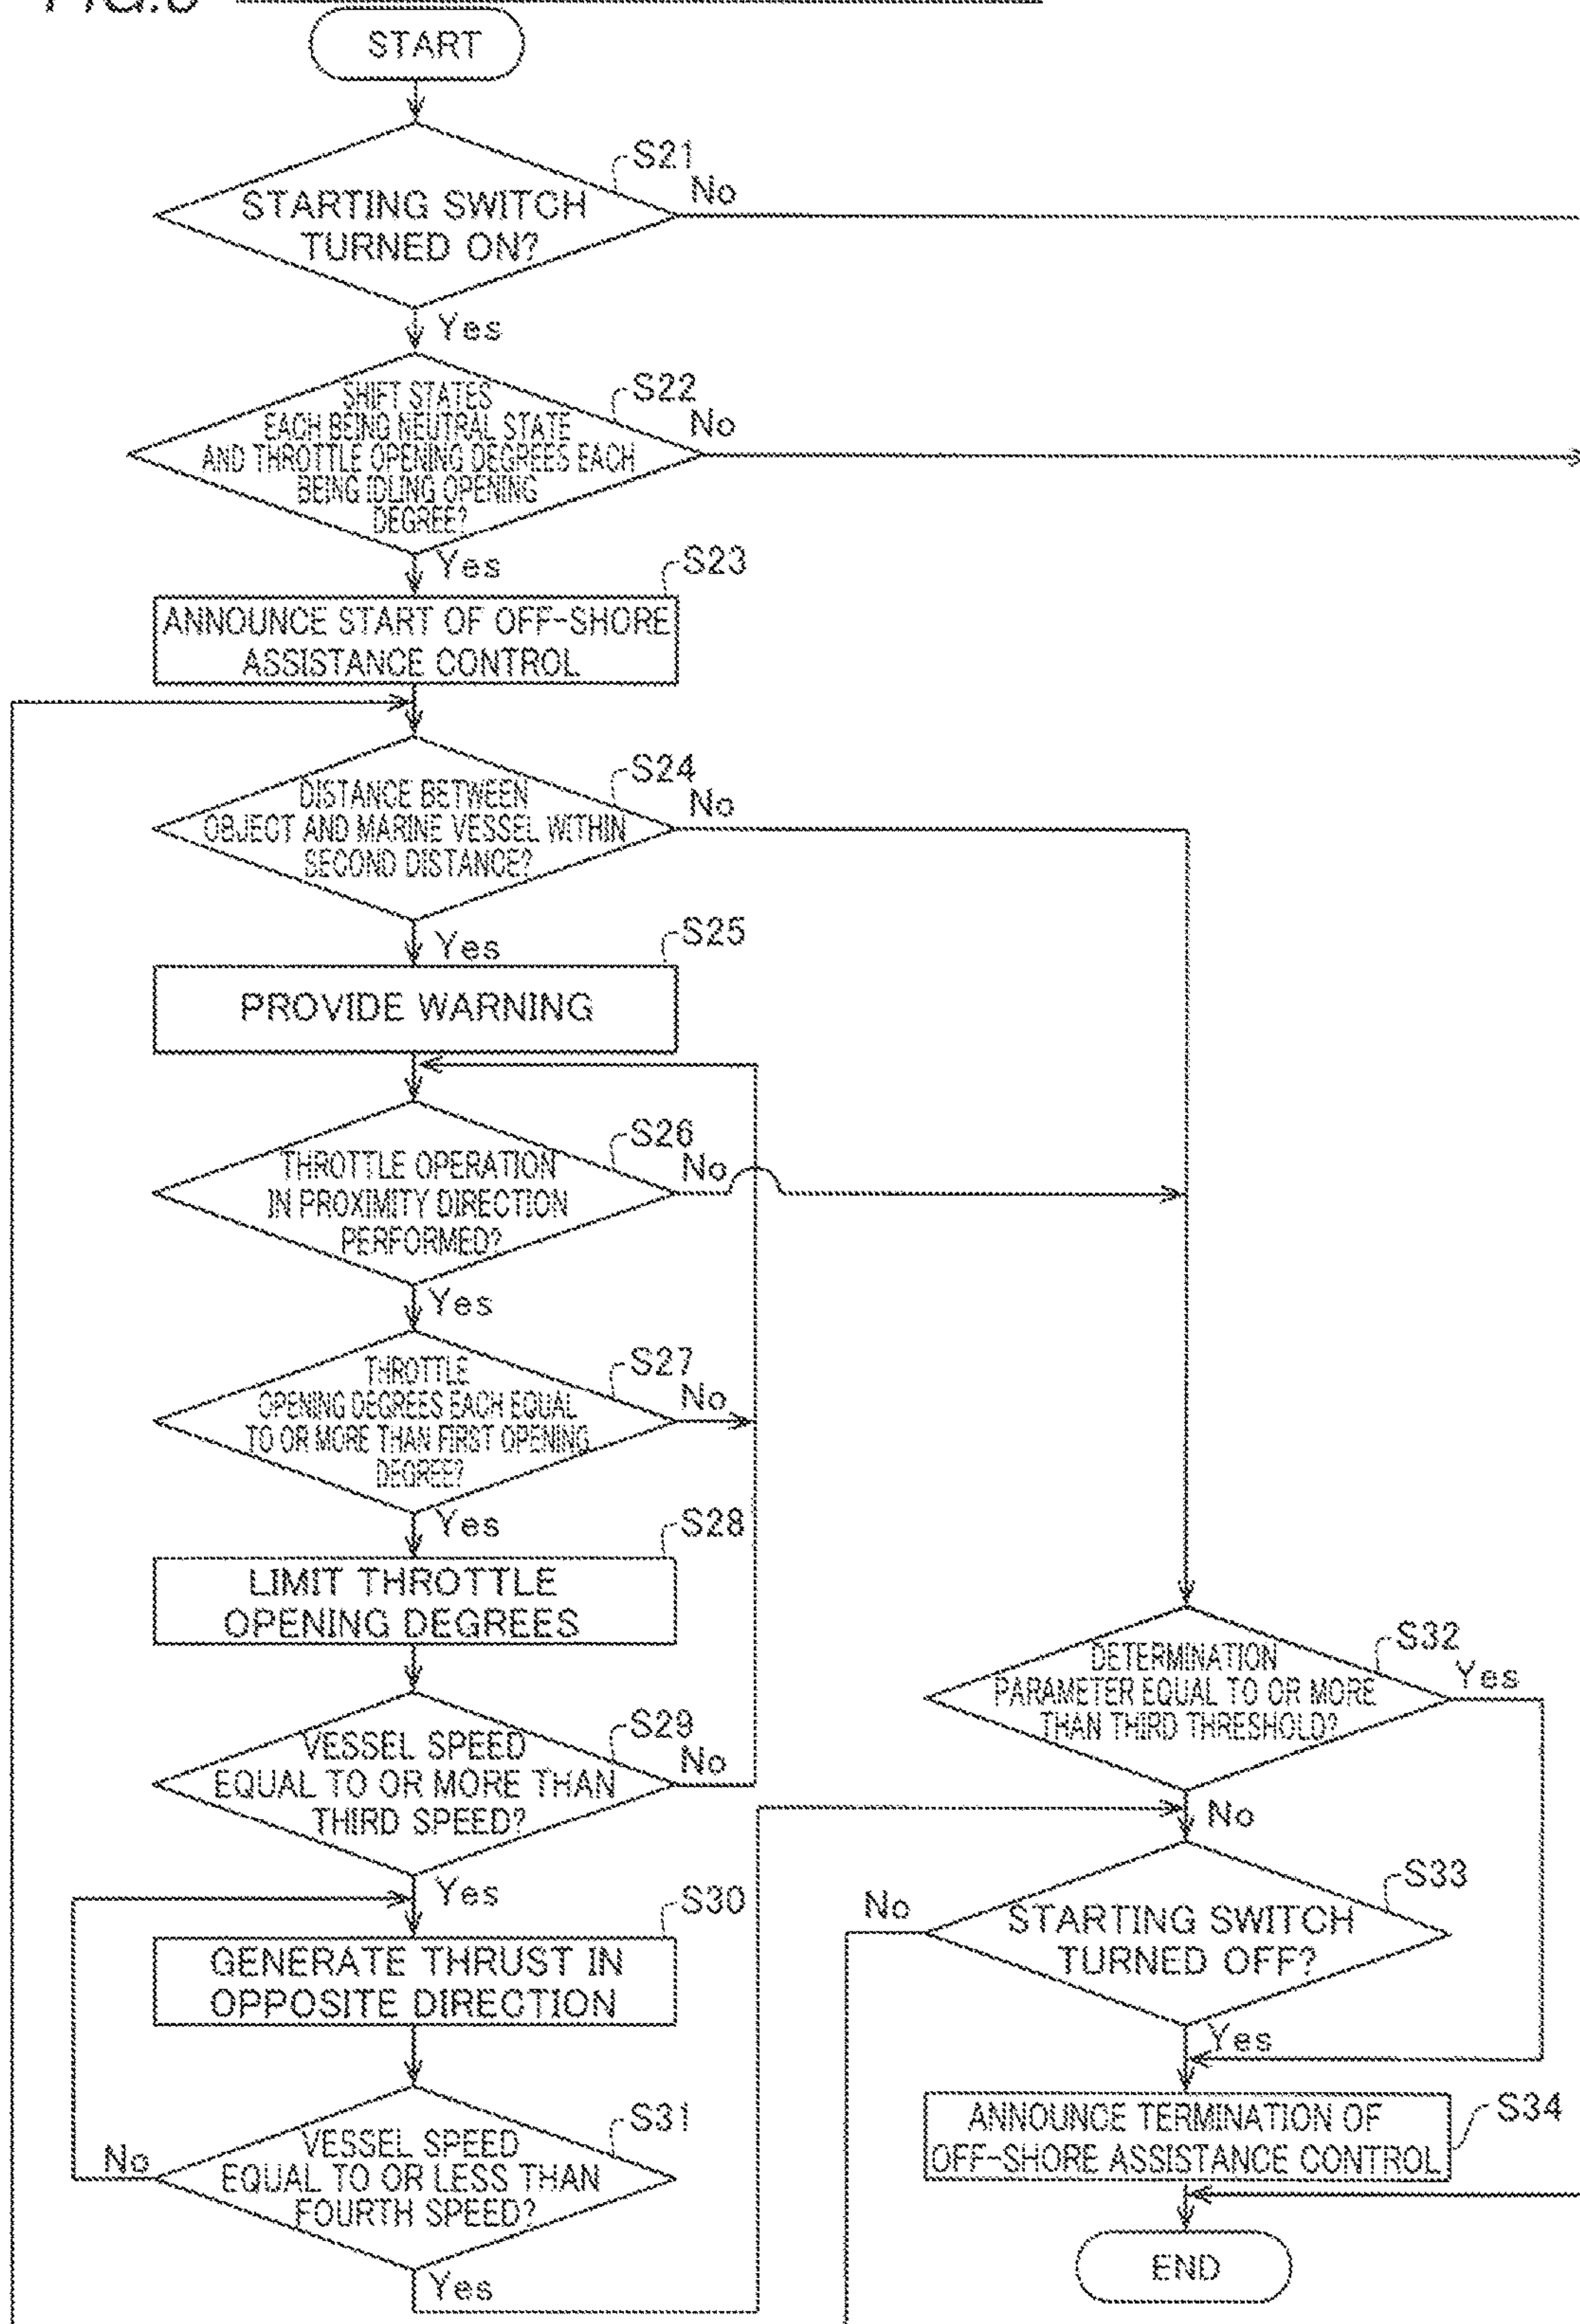 START
S21
STARTING SWITCH
TURNED ON?
No
Yes
S22
SHIFT STATES
EACH BEING NEUTRAL STATE
AND THROTTLE OPENING DEGREES EACH
BEING IDLING OPENING
DEGREE?
No
Yes
S23
ANNOUNCE START OF OFF-SHORE
ASSISTANCE CONTROL
S24
DISTANCE BETWEEN
OBJECT AND MARINE VESSEL WITHIN
SECOND DISTANCE?
No
Yes
S25
PROVIDE WARNING
S26
THROTTLE OPERATION
IN PROXIMITY DIRECTION
PERFORMED?
No
Yes
S27
THROTTLE
OPENING DEGREES EACH EQUAL
TO OR MORE THAN FIRST OPENING
DEGREE?
No
Yes
S28
LIMIT THROTTLE
OPENING DEGREES
S29
VESSEL SPEED
EQUAL TO OR MORE THAN
THIRD SPEED?
No
Yes
S30
GENERATE THRUST IN
OPPOSITE DIRECTION
S31
VESSEL SPEED
EQUAL TO OR LESS THAN
FOURTH SPEED?
No
Yes
S32
DETERMINATION
PARAMETER EQUAL TO OR MORE
THAN THIRD THRESHOLD?
Yes
No
S33
STARTING SWITCH
TURNED OFF?
No
Yes
S34
ANNOUNCE TERMINATION OF
OFF-SHORE ASSISTANCE CONTROL
END